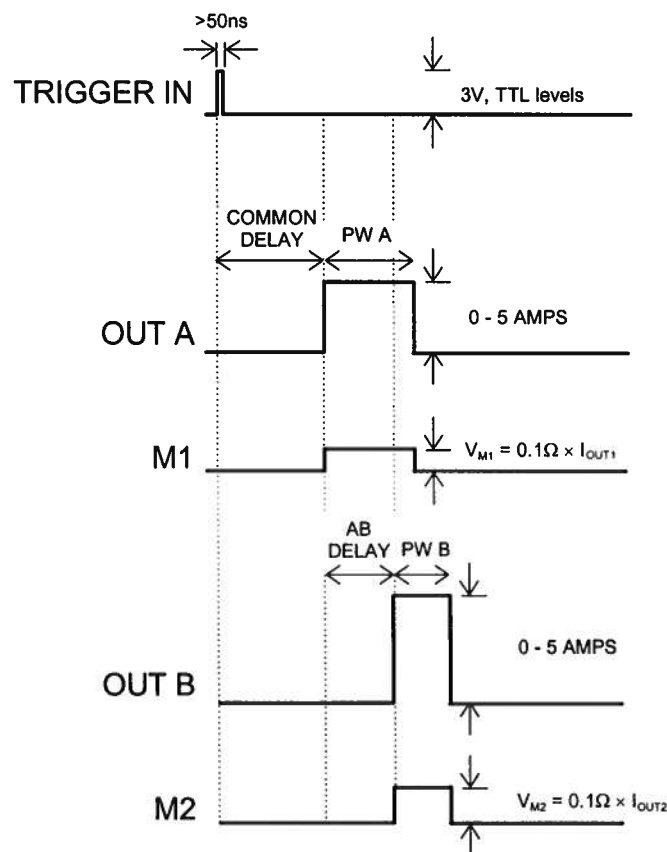 >50ns
TRIGGER IN
3V, TTL levels
COMMON
DELAY
PW A
OUT A
0 - 5 AMPS
M1
VM1 = 0.1Ω × IOUT1
AB
DELAY
PW B
OUT B
0 - 5 AMPS
M2
VM2 = 0.1Ω × IOUT2